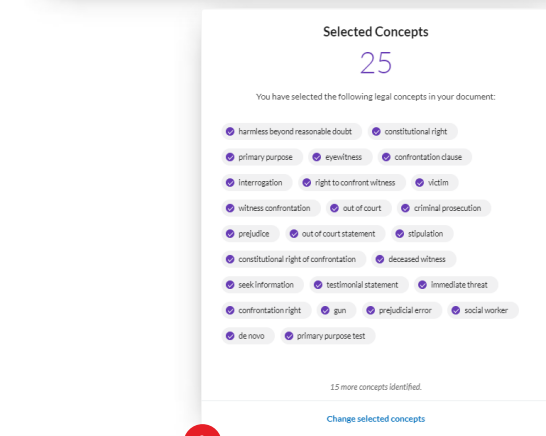 Selected Concepts
25
You have selected the following legal concepts in your document:
harmless beyond reasonable doubt constitutional right
primary purpose eyewitness confrontation clause
interrogation right to confront witness victim
witness confrontation out of court criminal prosecution
prejudice out of court statement stipulation
constitutional right of confrontation deceased witness
seek information testimonial statement immediate threat
confrontation right gun prejudicial error social worker
de novo primary purpose test
15 more concepts identified.
Change selected concepts